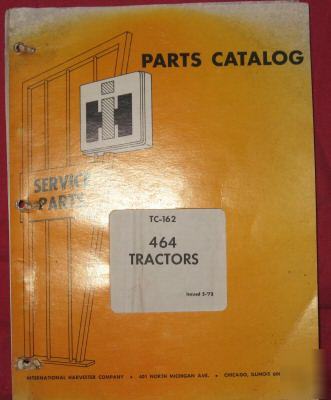 PARTS CATALOG
IH
SERVICE
PARTS
TC-162
464
TRACTORS
Issued 5-73
INTERNATIONAL HARVESTER COMPANY • 401 NORTH MICHIGAN AVE. • CHICAGO, ILLINOIS